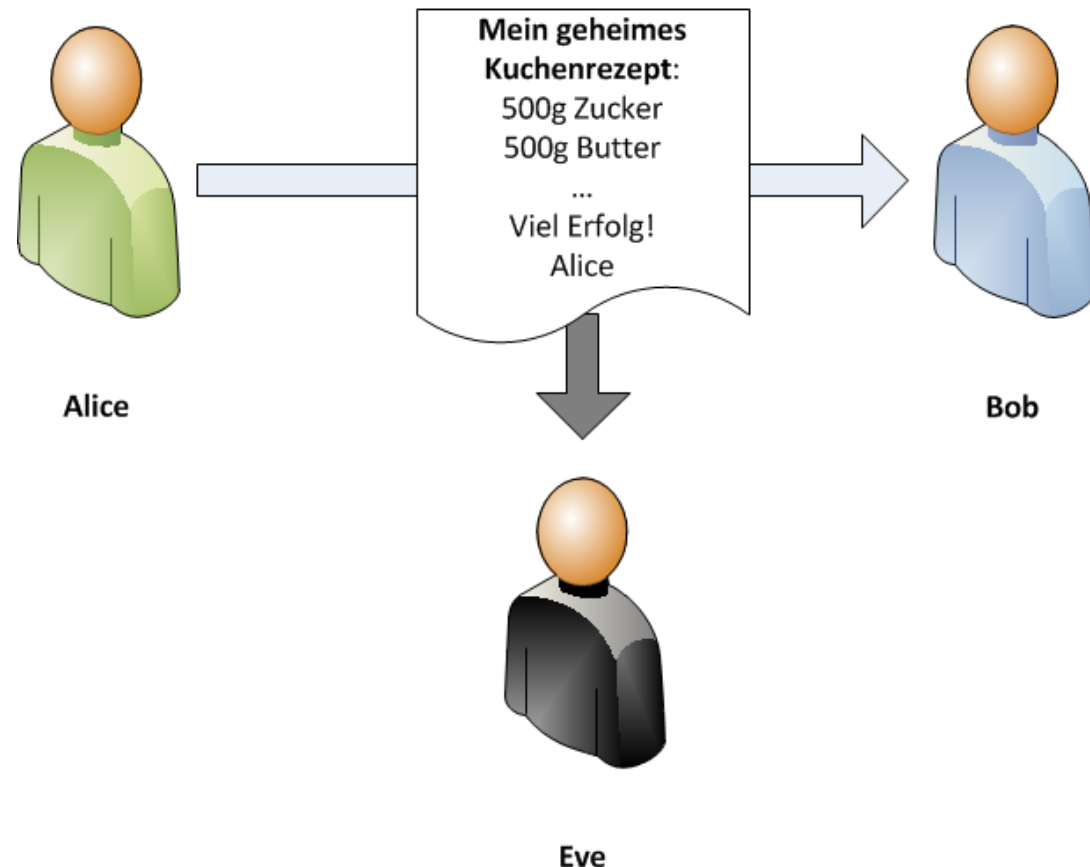 Mein geheimes
Kuchenrezept:
500g Zucker
500g Butter
...
Viel Erfolg!
Alice
Alice
Bob
Eve